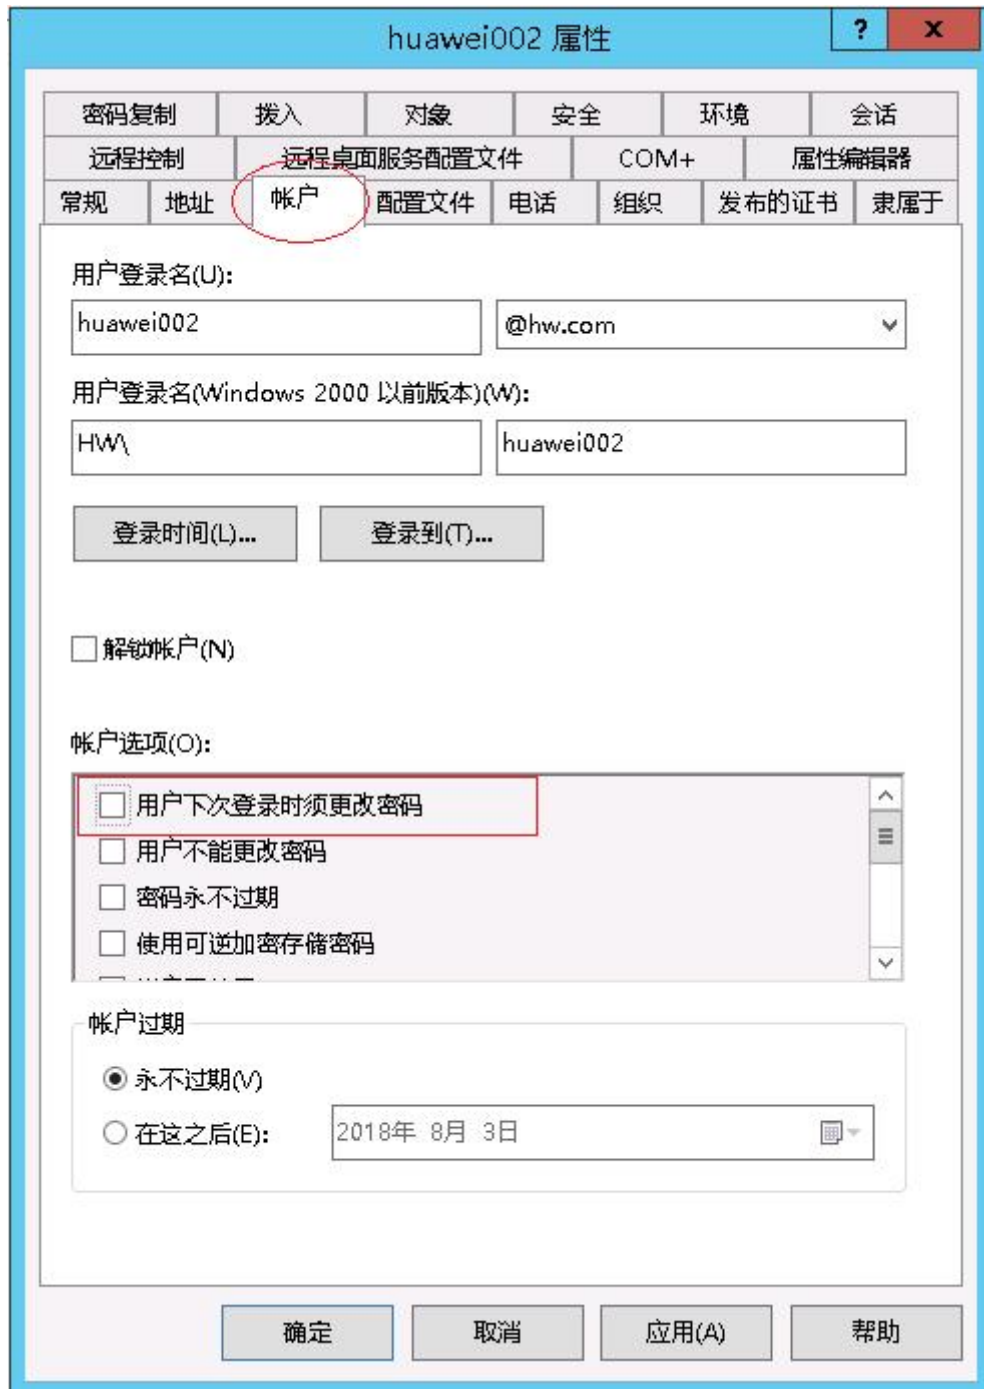 huawei002 属性
? x
密码复制 拨入 对象 安全 环境 会话
远程控制 远程桌面服务配置文件 COM+ 属性编辑器
常规 地址 帐户 配置文件 电话 组织 发布的证书 隶属于
用户登录名(U):
huawei002 @hw.com
用户登录名(Windows 2000 以前版本)(W):
HW\ huawei002
登录时间(L)... 登录到(T)...
解锁帐户(N)
帐户选项(O):
用户下次登录时须更改密码
用户不能更改密码
密码永不过期
使用可逆加密存储密码
帐户过期
永不过期(V)
在这之后(E): 2018年 8月 3日
确定 取消 应用(A) 帮助